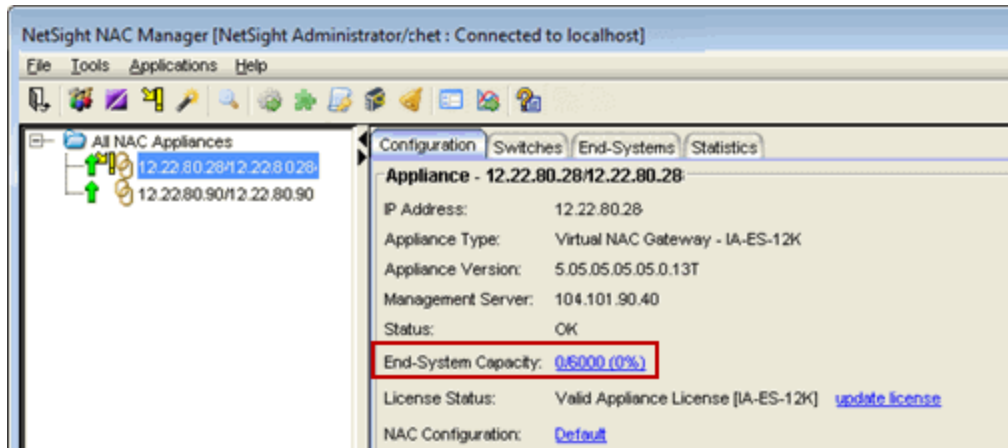 NetSight NAC Manager [NetSight Administrator/chet : Connected to localhost]
File Tools Applications Help
All NAC Appliances
12.22.80.28/12.22.80.28
12.22.80.90/12.22.80.90
Configuration Switches End-Systems Statistics
Appliance - 12.22.80.28/12.22.80.28
IP Address: 12.22.80.28
Appliance Type: Virtual NAC Gateway - IA-ES-12K
Appliance Version: 5.05.05.05.05.0.13T
Management Server: 104.101.90.40
Status: OK
End-System Capacity: 0/6000 (0%)
License Status: Valid Appliance License [IA-ES-12K] update license
NAC Configuration: Default